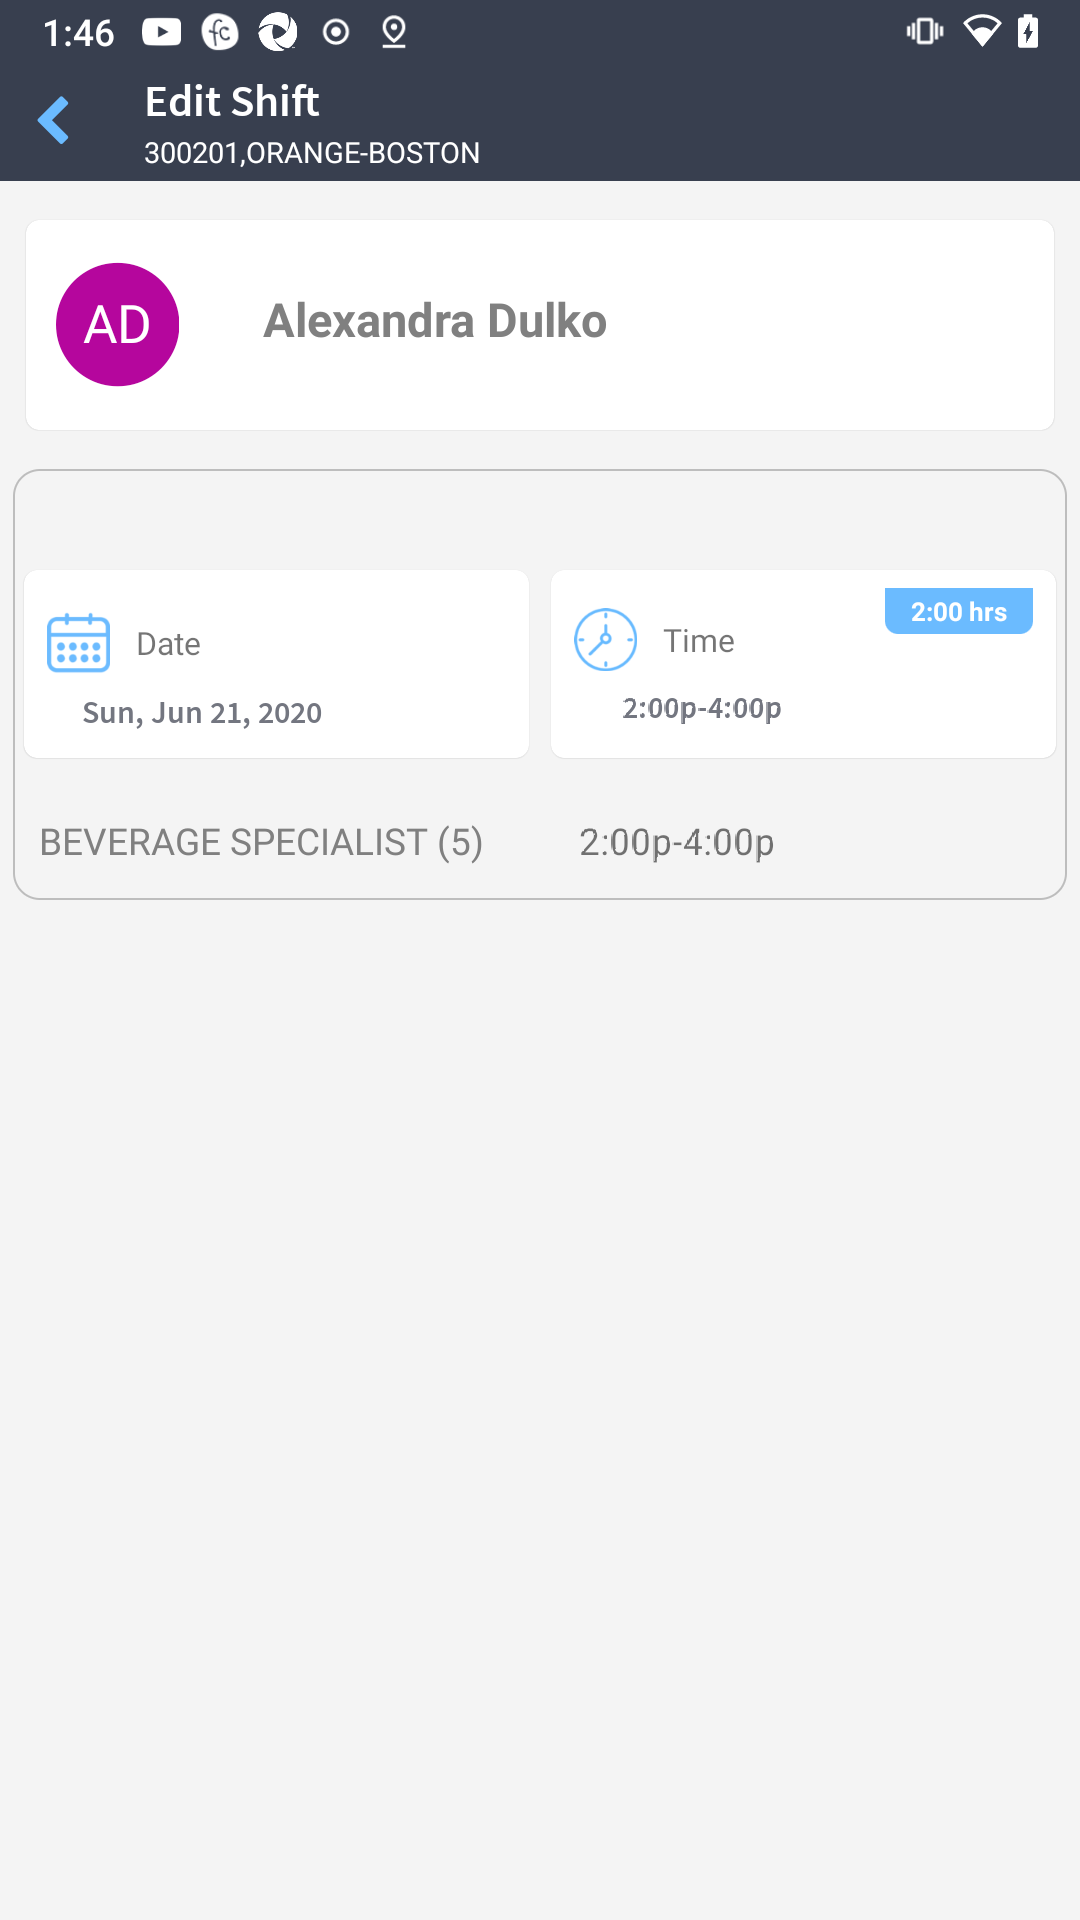 1:46
Edit Shift
300201,ORANGE-BOSTON
AD
Alexandra Dulko
Date
Sun, Jun 21, 2020
Time
2:00 hrs
2:00p-4:00p
BEVERAGE SPECIALIST (5)
2:00p-4:00p